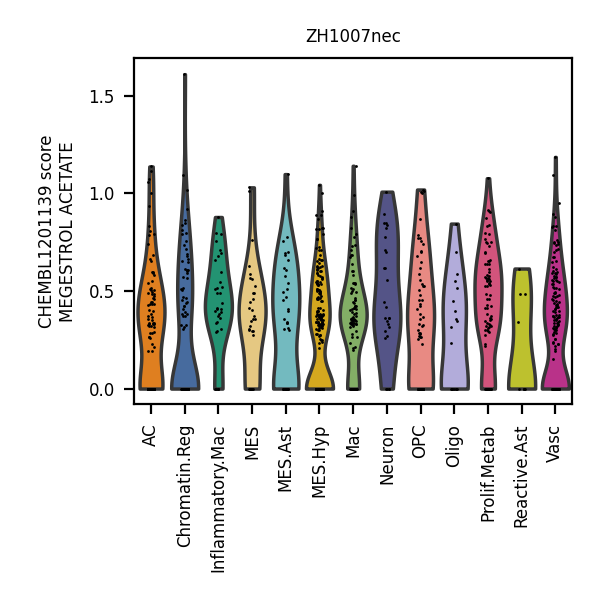 ZH1007nec
CHEMBL1201139 score
MEGESTROL ACETATE
1.5
1.0
0.5
0.0
AC
Chromatin.Reg
Inflammatory.Mac
MES
MES.Ast
MES.Hyp
Mac
Neuron
OPC
Oligo
Prolif.Metab
Reactive.Ast
Vasc